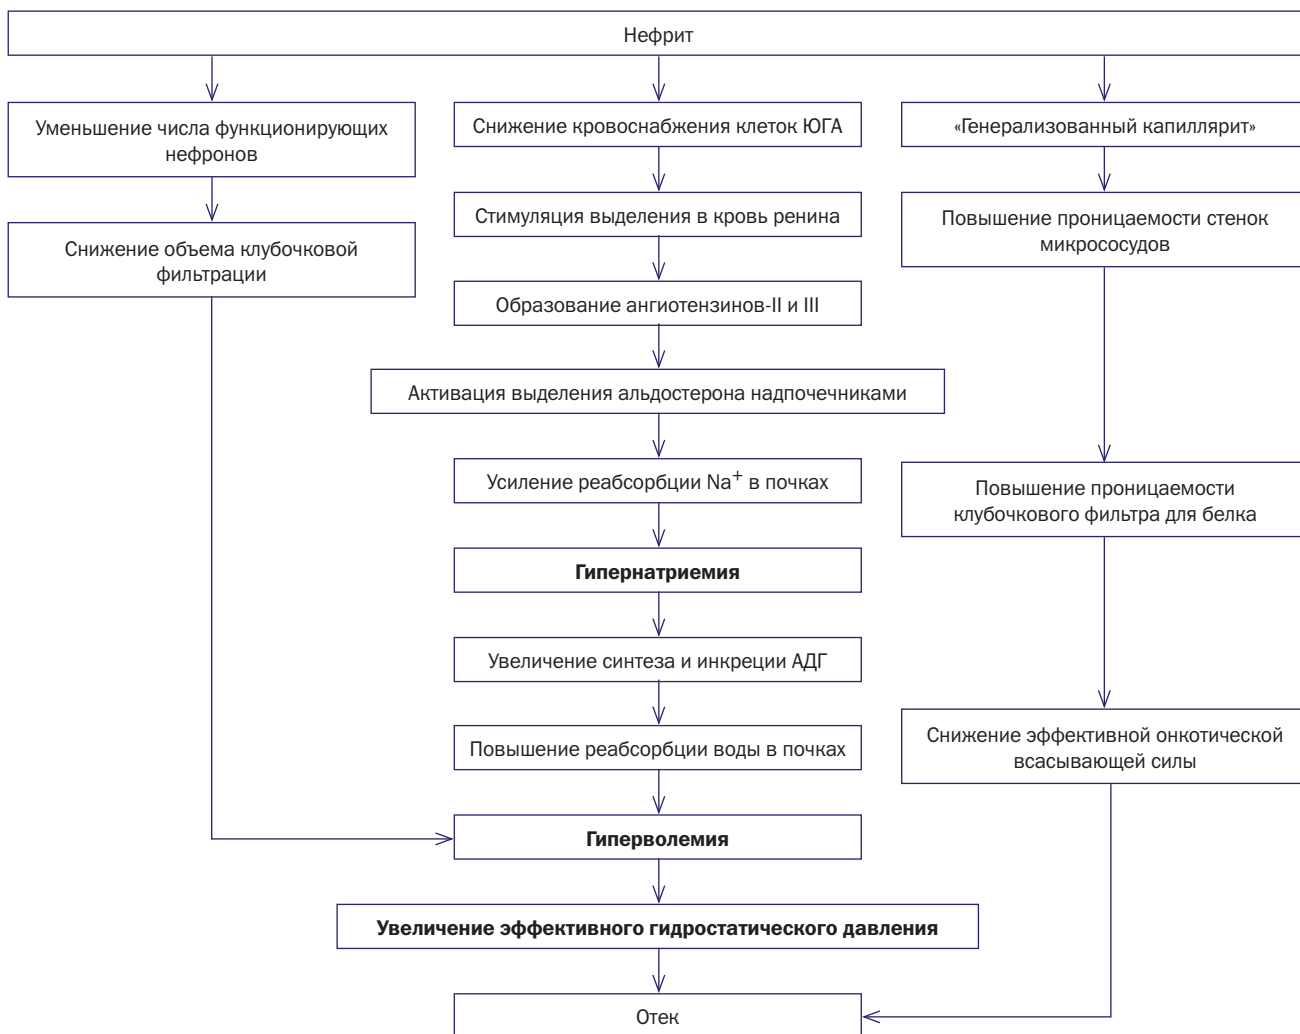 Нефрит
Уменьшение числа функционирующих
нефронов
Снижение объема клубочковой
фильтрации
Снижение кровоснабжения клеток ЮГА
Стимуляция выделения в кровь ренина
Образование ангиотензинов-II и III
Активация выделения альдостерона надпочечниками
Усиление реабсорбции Na⁺ в почках
Гипернатриемия
Увеличение синтеза и инкреции АДГ
Повышение реабсорбции воды в почках
Гиперволемия
Увеличение эффективного гидростатического давления
«Генерализованный капиллярит»
Повышение проницаемости стенок
микрососудов
Повышение проницаемости
клубочкового фильтра для белка
Снижение эффективной онкотической
всасывающей силы
Отек